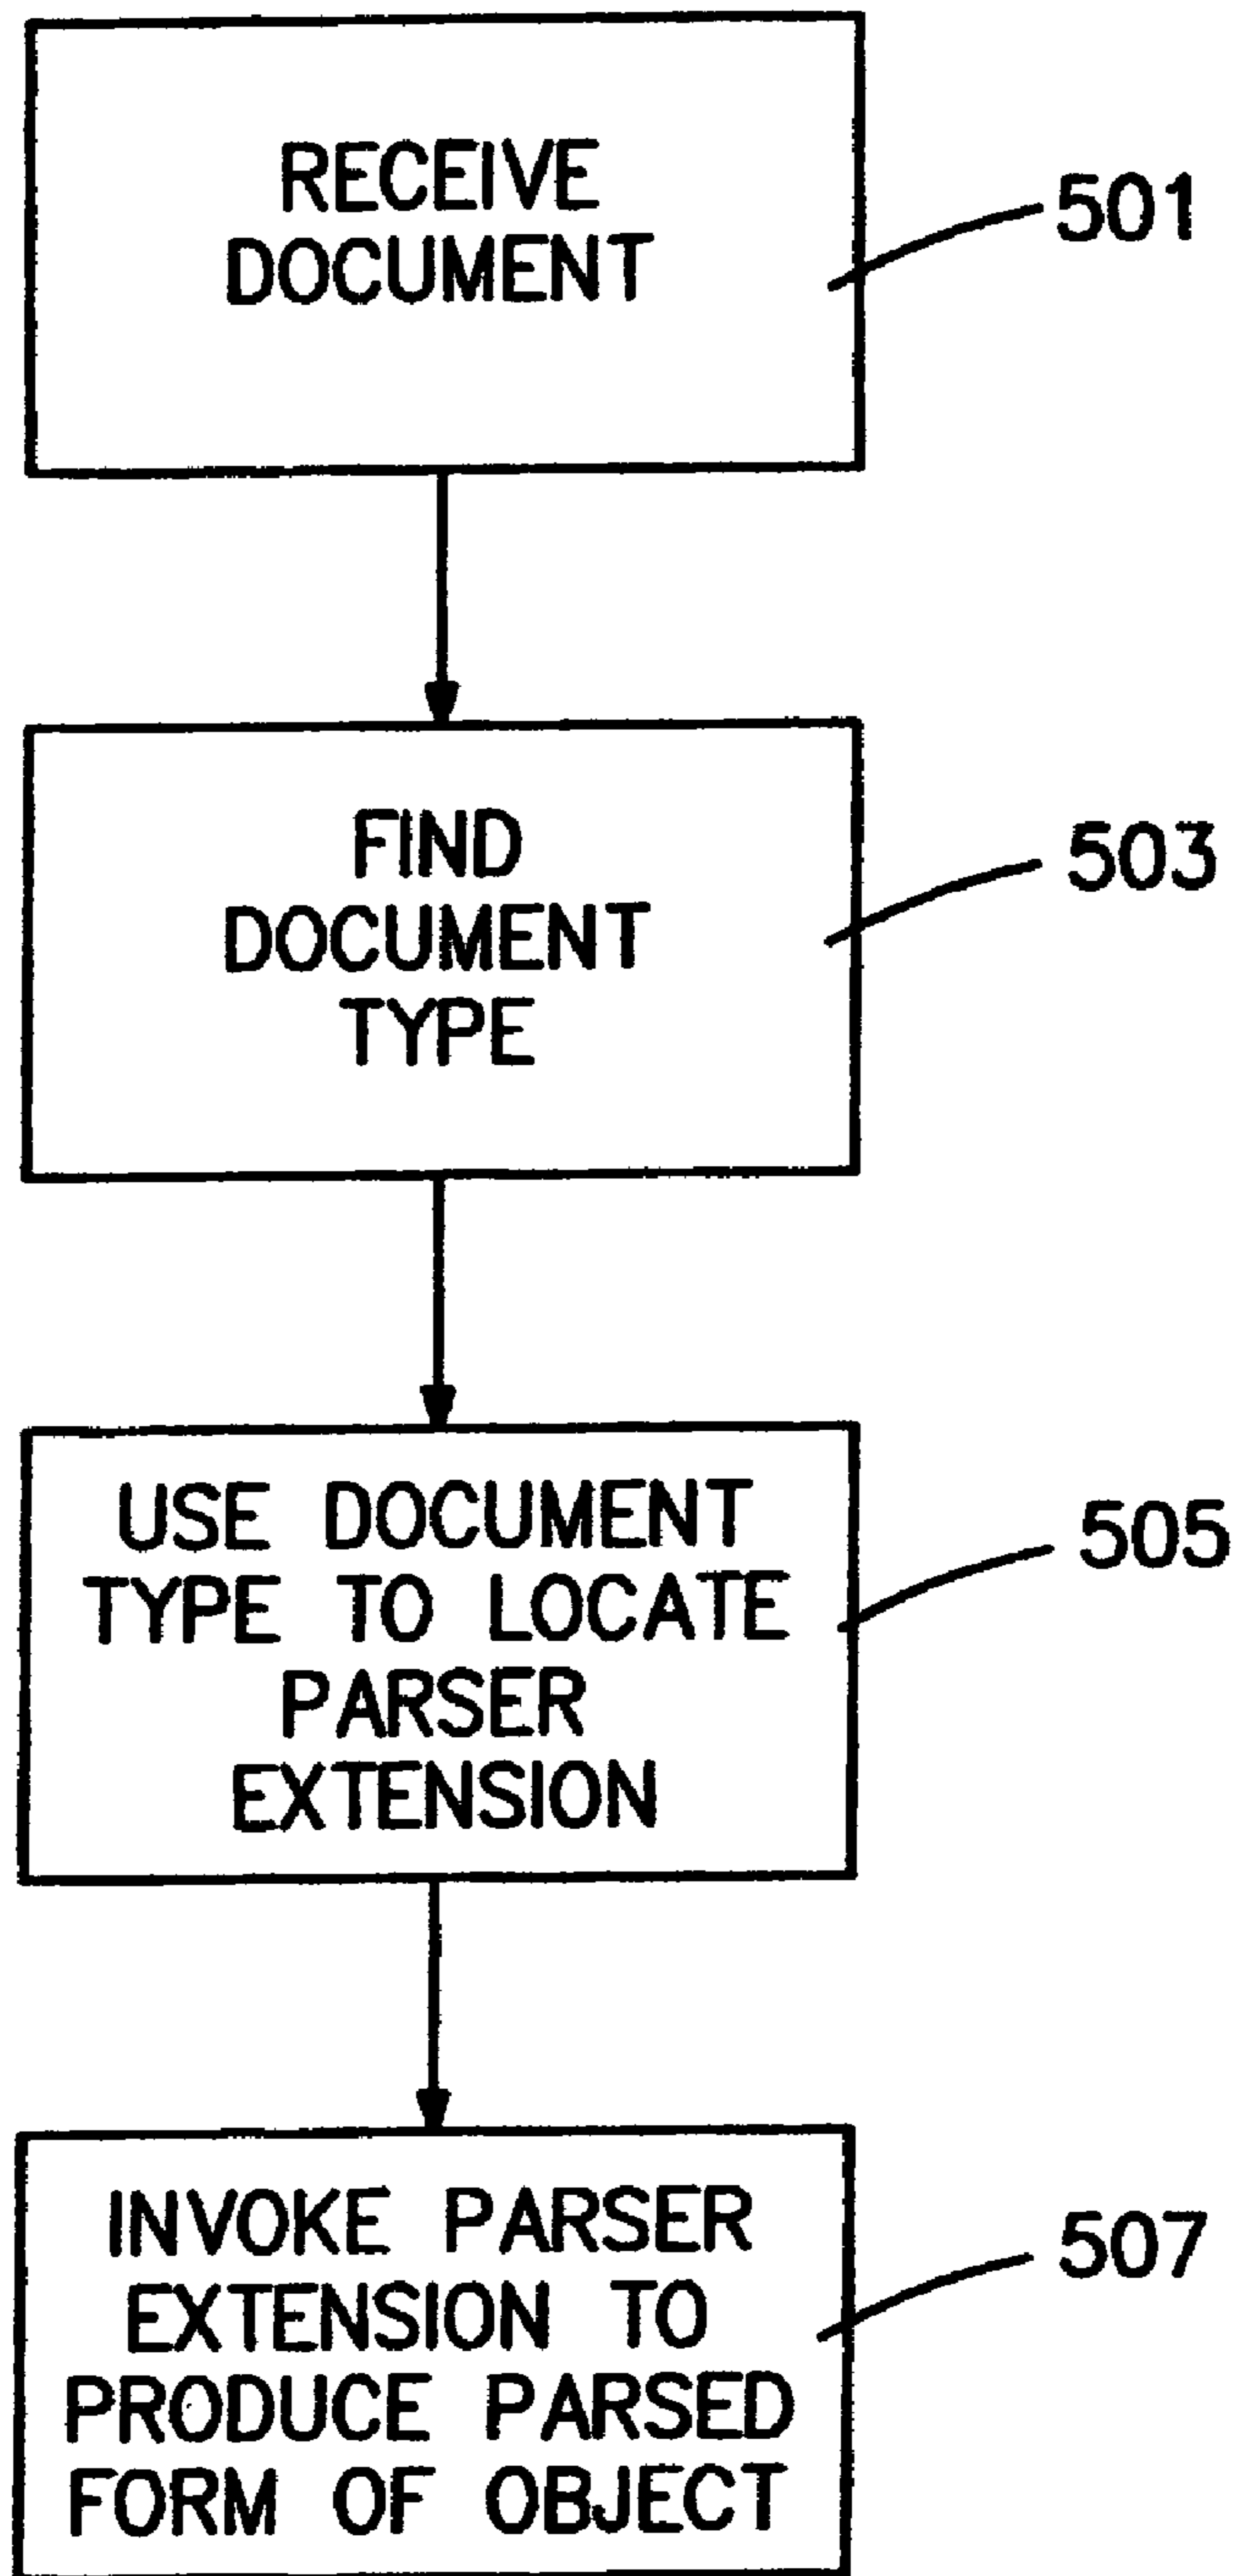 RECEIVE
DOCUMENT
501
FIND
DOCUMENT
TYPE
503
USE DOCUMENT
TYPE TO LOCATE
PARSER
EXTENSION
505
INVOKE PARSER
EXTENSION TO
PRODUCE PARSED
FORM OF OBJECT
507